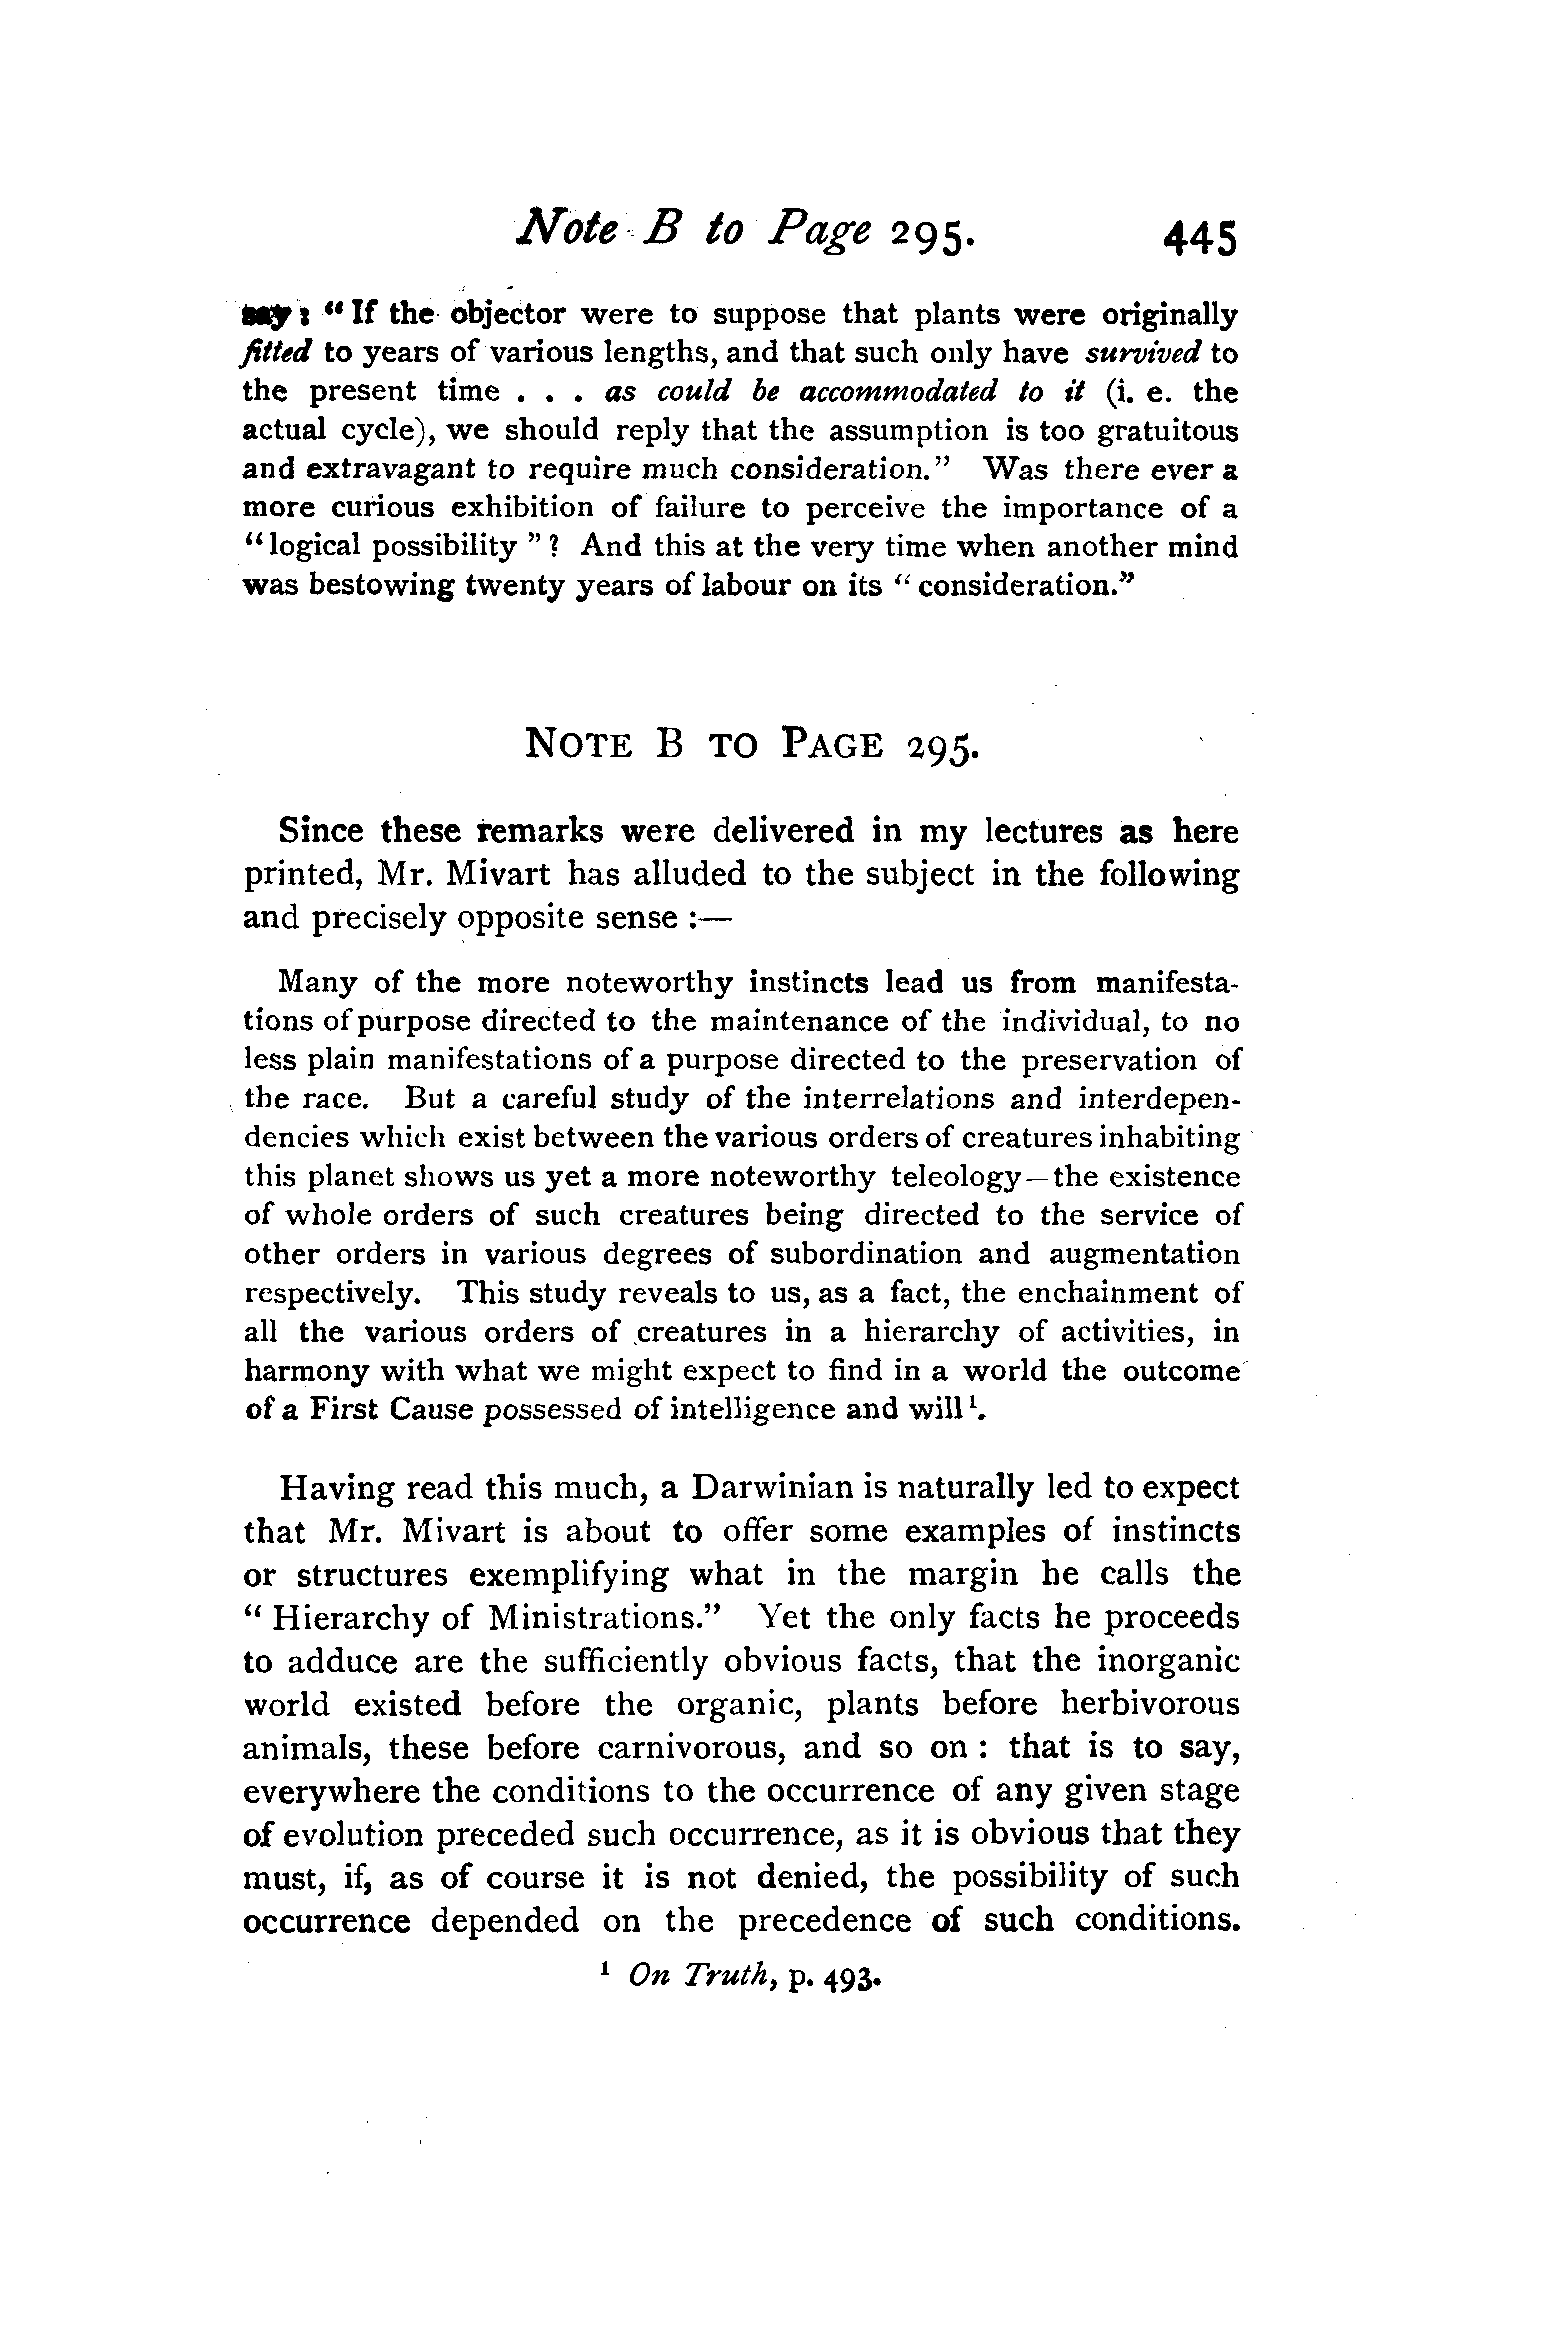 Note B to Page 295. 445
say: “If the objector were to suppose that plants were originally
fitted to years of various lengths, and that such only have survived to
the present time . . . as could be accommodated to it (i. e. the
actual cycle), we should reply that the assumption is too gratuitous
and extravagant to require much consideration.” Was there ever a
more curious exhibition of failure to perceive the importance of a
“logical possibility”? And this at the very time when another mind
was bestowing twenty years of labour on its “consideration.”
NOTE B TO PAGE 295.
Since these remarks were delivered in my lectures as here
printed, Mr. Mivart has alluded to the subject in the following
and precisely opposite sense :—
Many of the more noteworthy instincts lead us from manifesta-
tions of purpose directed to the maintenance of the individual, to no
less plain manifestations of a purpose directed to the preservation of
the race. But a careful study of the interrelations and interdepen-
dencies which exist between the various orders of creatures inhabiting
this planet shows us yet a more noteworthy teleology—the existence
of whole orders of such creatures being directed to the service of
other orders in various degrees of subordination and augmentation
respectively. This study reveals to us, as a fact, the enchainment of
all the various orders of creatures in a hierarchy of activities, in
harmony with what we might expect to find in a world the outcome
of a First Cause possessed of intelligence and will¹.
Having read this much, a Darwinian is naturally led to expect
that Mr. Mivart is about to offer some examples of instincts
or structures exemplifying what in the margin he calls the
“Hierarchy of Ministrations.” Yet the only facts he proceeds
to adduce are the sufficiently obvious facts, that the inorganic
world existed before the organic, plants before herbivorous
animals, these before carnivorous, and so on : that is to say,
everywhere the conditions to the occurrence of any given stage
of evolution preceded such occurrence, as it is obvious that they
must, if, as of course it is not denied, the possibility of such
occurrence depended on the precedence of such conditions.
¹ On Truth, p. 493.